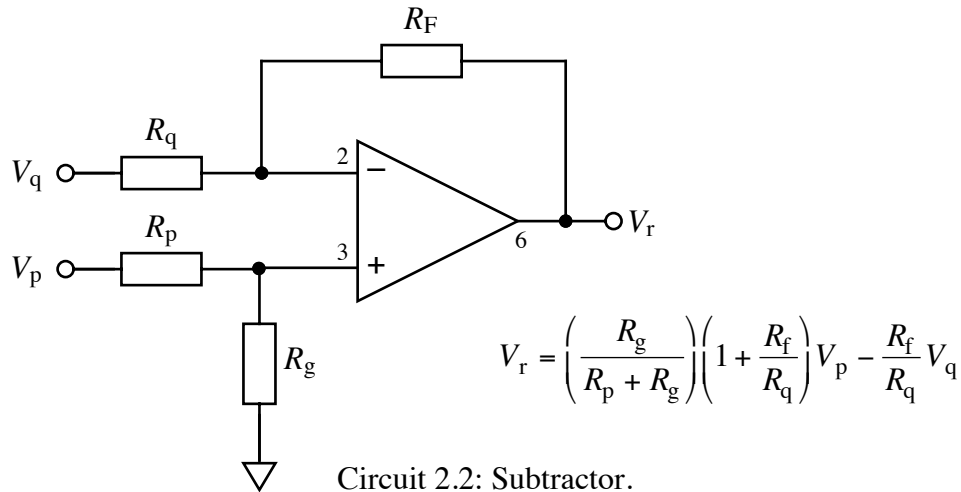 R_F
R_q
V_q
2
−
R_p
V_p
3
+
6
V_r
R_g
V_r = (R_g / (R_p + R_g)) (1 + R_f / R_q) V_p − (R_f / R_q) V_q
Circuit 2.2: Subtractor.